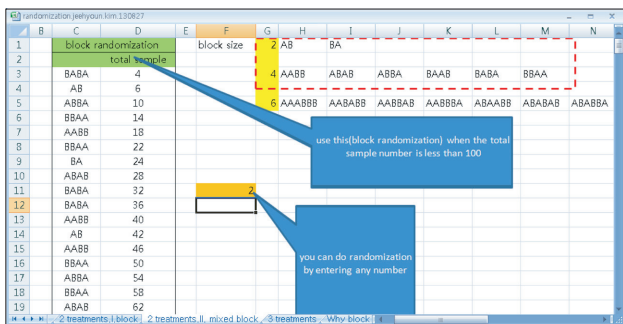 randomization.jeehyoun.kim.130827
B C D E F G H I J K L M N
1 block randomization block size 2 AB BA
2 total sample
3 BABA 4 4 AABB ABAB ABBA BAAB BABA BBAA
4 AB 6
5 ABBA 10 6 AAABBB AABABB AABBAB AABBBA ABAABB ABABAB ABABBA
6 BBAA 14
7 AABB 18
8 BBAA 22
9 BA 24
10 ABAB 28
11 BABA 32 2
12 BABA 36
13 AABB 40
14 AB 42
15 AABB 46
16 BBAA 50
17 ABBA 54
18 BBAA 58
19 ABAB 62
use this(block randomization) when the total
sample number is less than 100
you can do randomization
by entering any number
2 treatments,I,block 2 treatments,II, mixed block 3 treatments Why block